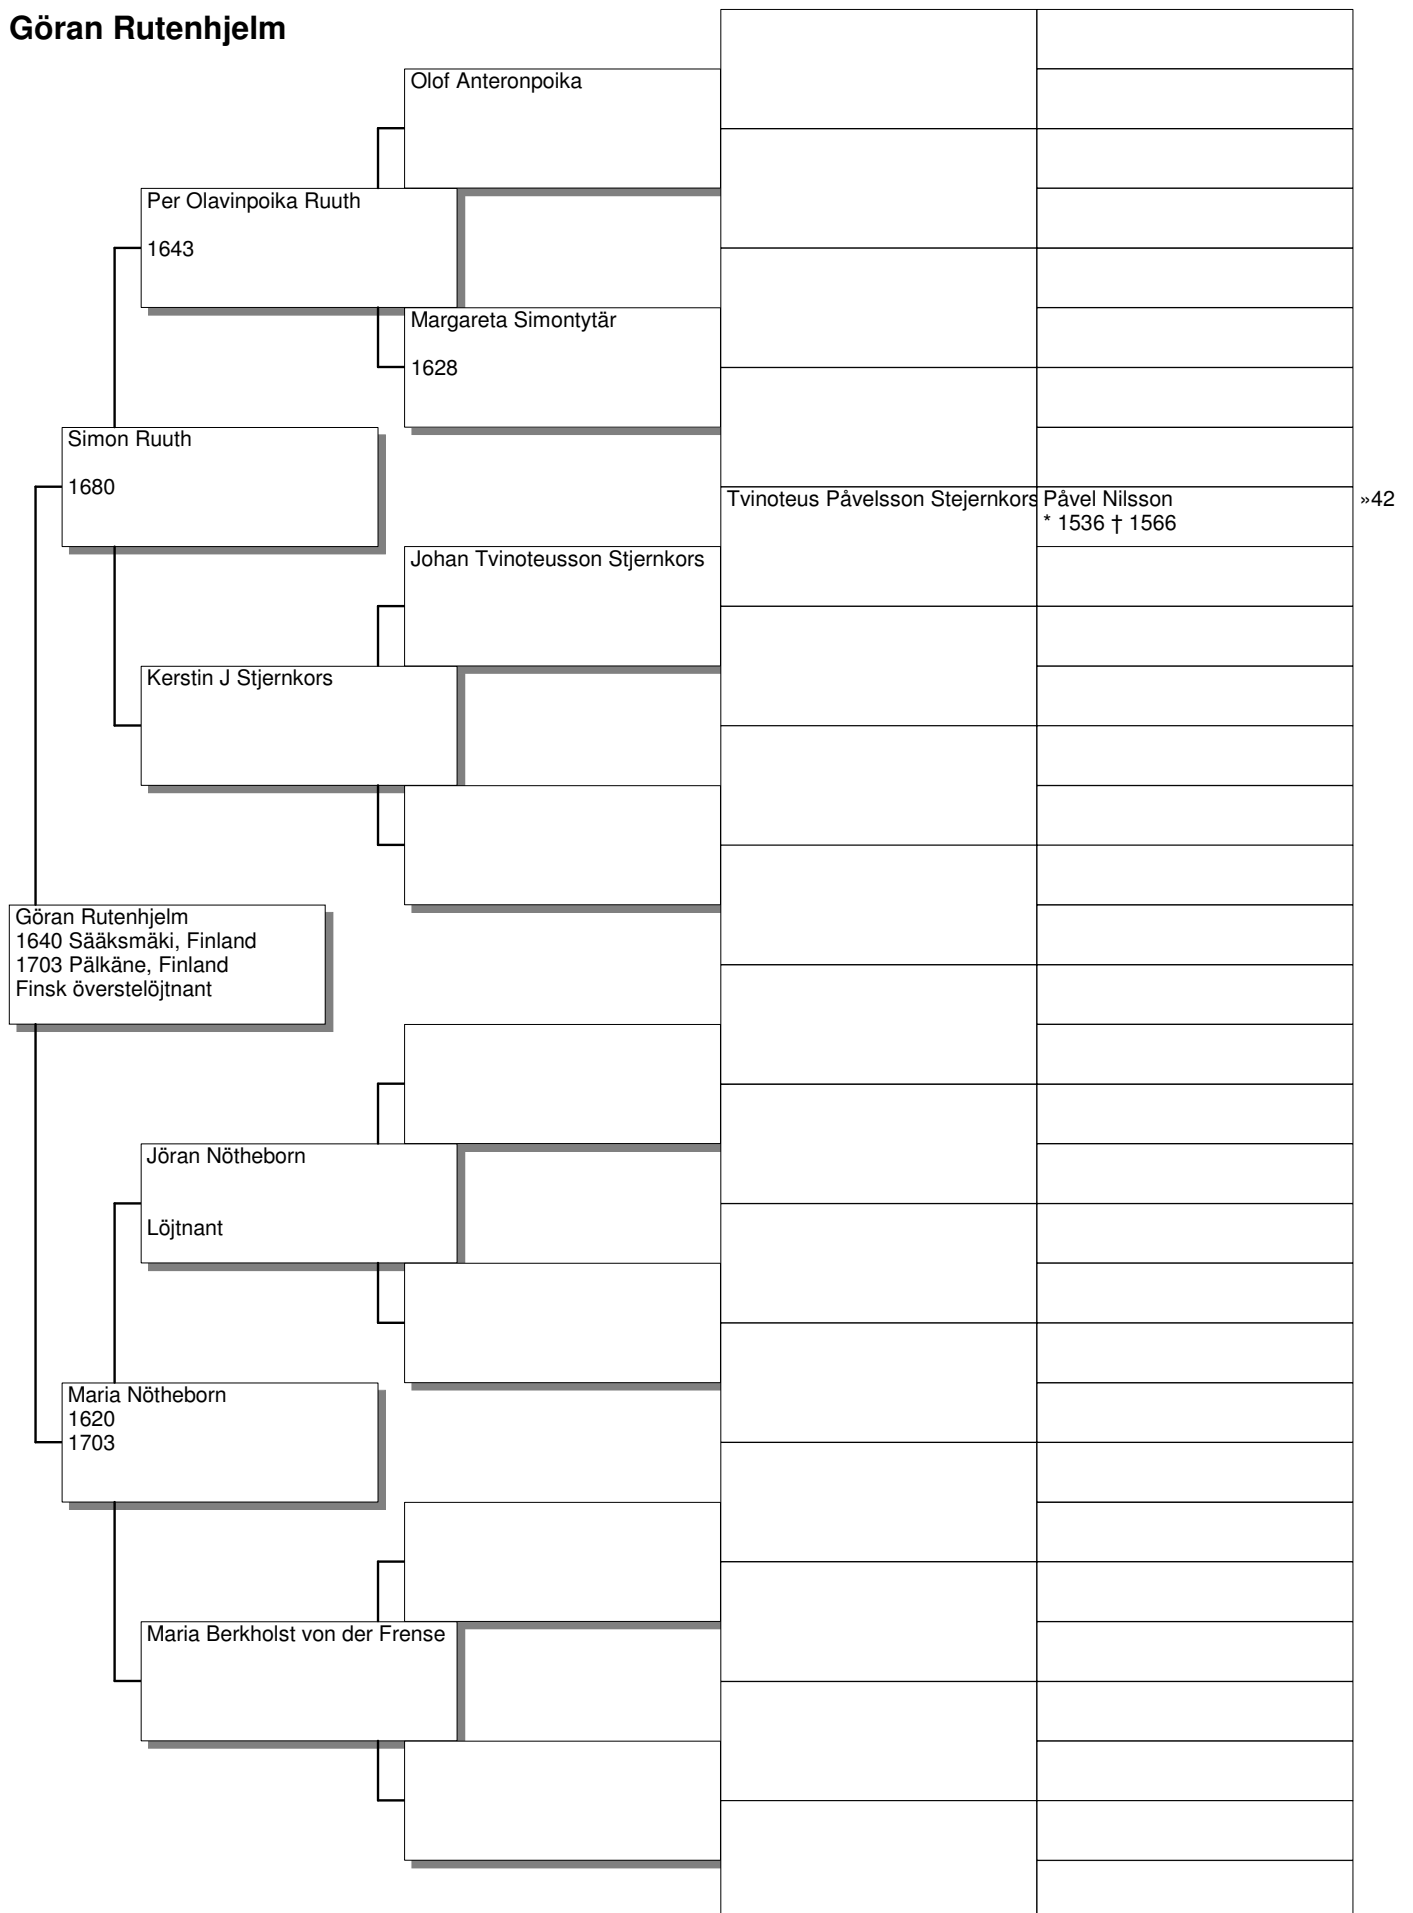 Göran Rutenhjelm
Olof Anteronpoika
Per Olavinpoika Ruuth
1643
Margareta Simontytär
1628
Simon Ruuth
1680
Tvinoteus Påvelsson Stejernkors
Påvel Nilsson
* 1536 † 1566
»42
Johan Tvinoteusson Stjernkors
Kerstin J Stjernkors
Göran Rutenhjelm
1640 Sääksmäki, Finland
1703 Pälkäne, Finland
Finsk överstelöjtnant
Jöran Nötheborn
Löjtnant
Maria Nötheborn
1620
1703
Maria Berkholst von der Frense